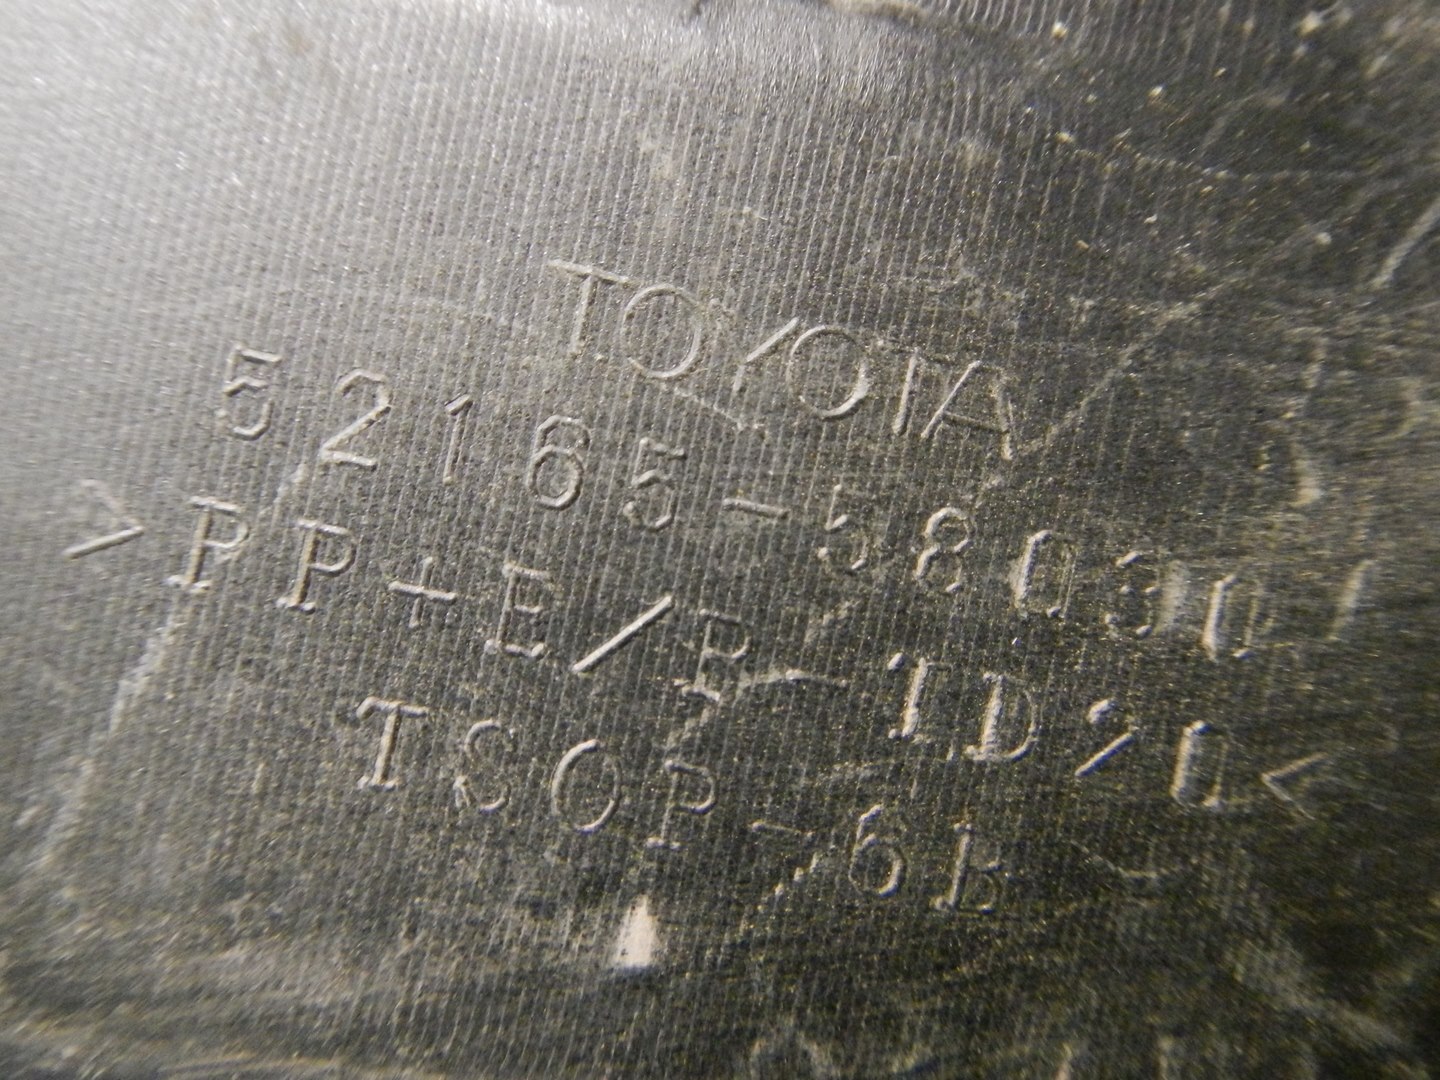 TOYOTA
52165-58030
>PP+E/R-TD20<
TSOP-6B